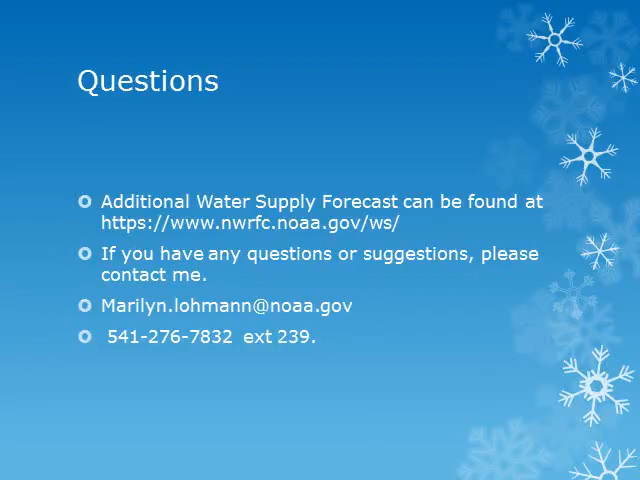 Questions
Additional Water Supply Forecast can be found at
https://www.nwrfc.noaa.gov/ws/
If you have any questions or suggestions, please
contact me.
Marilyn.lohmann@noaa.gov
541-276-7832 ext 239.